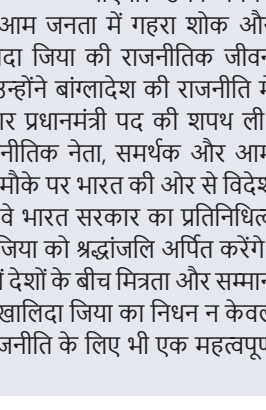 आम जनता में गहरा शोक औ
दा जिया की राजनीतिक जीवन
उन्होंने बांग्लादेश की राजनीति में
ार प्रधानमंत्री पद की शपथ ली
नीतिक नेता, समर्थक और आम
मौके पर भारत की ओर से विदेश
वे भारत सरकार का प्रतिनिधित्व
जिया को श्रद्धांजलि अर्पित करेंगे
ों देशों के बीच मित्रता और सम्मान
खालिदा जिया का निधन न केवल
जनीति के लिए भी एक महत्वपूर्ण